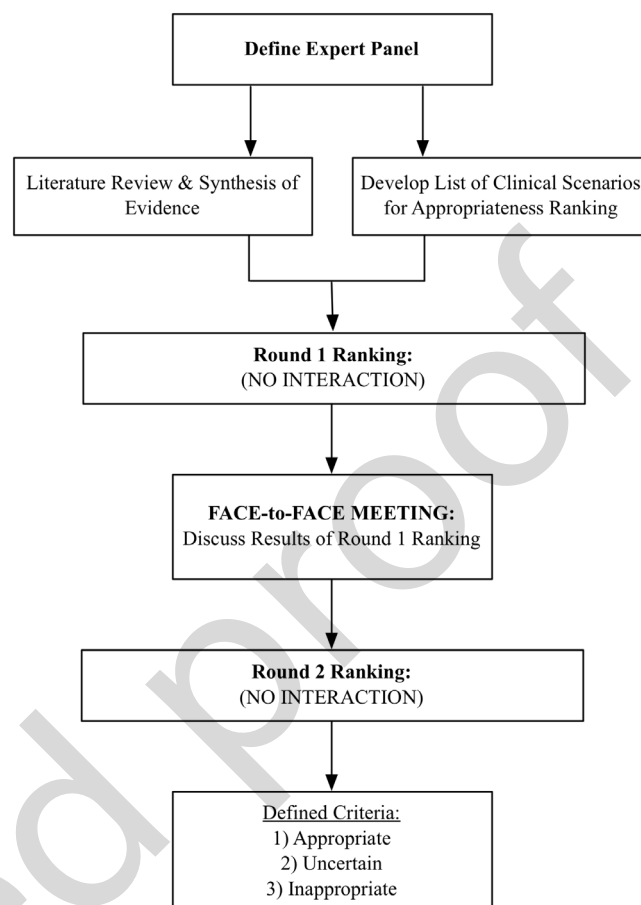 Define Expert Panel
Literature Review & Synthesis of
Evidence
Develop List of Clinical Scenarios
for Appropriateness Ranking
Round 1 Ranking:
(NO INTERACTION)
FACE-to-FACE MEETING:
Discuss Results of Round 1 Ranking
Round 2 Ranking:
(NO INTERACTION)
Defined Criteria:
1) Appropriate
2) Uncertain
3) Inappropriate
d proof